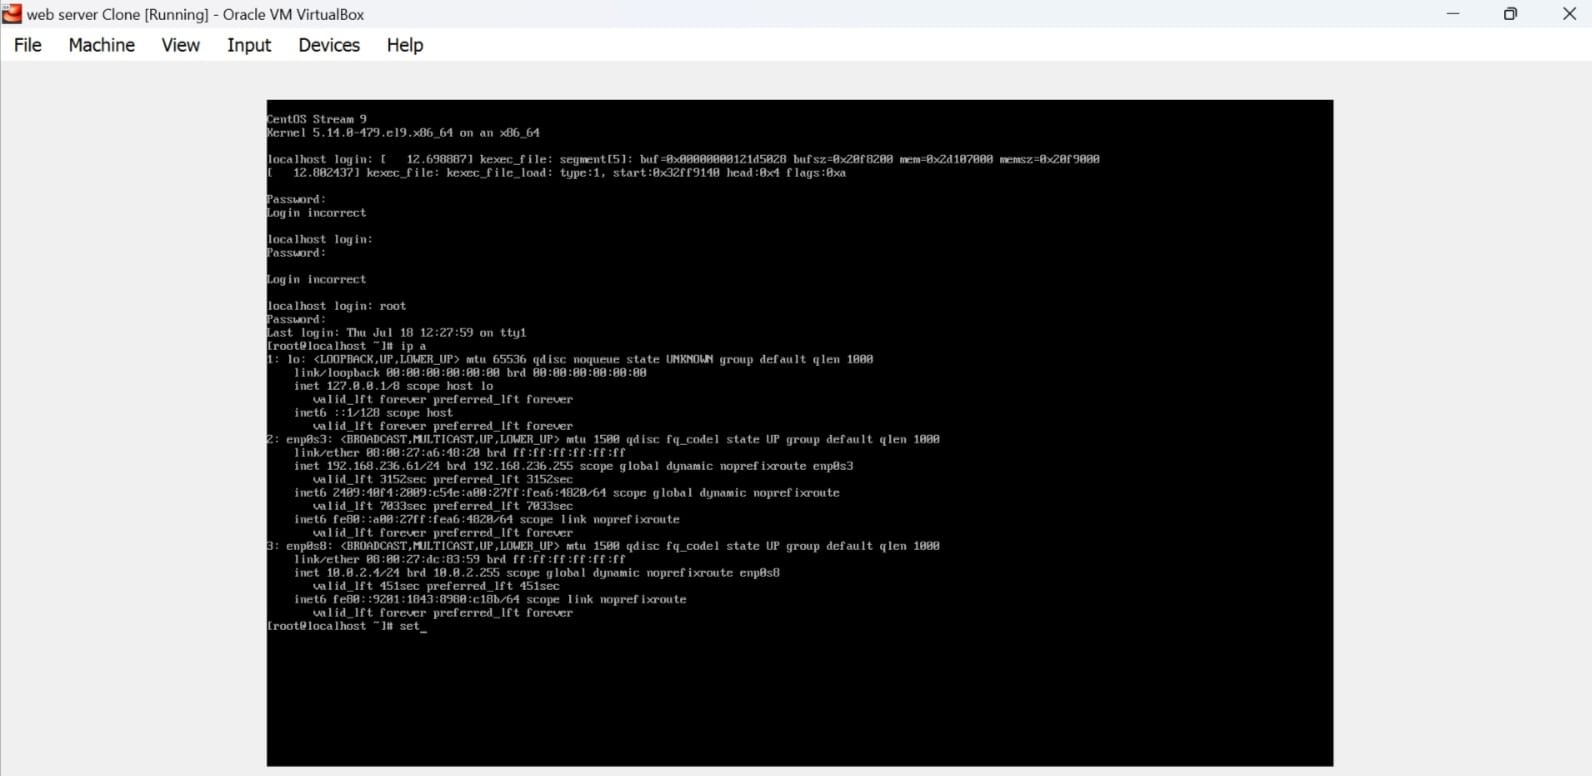 web server Clone [Running] - Oracle VM VirtualBox
File Machine View Input Devices Help
CentOS Stream 9
Kernel 5.14.0-479.el9.x86_64 on an x86_64
localhost login: [   12.698887] kexec_file: segment[5]: buf=0x00000000121d5028 bufsz=0x20f8200 mem=0x2d107000 memsz=0x20f9000
[   12.802437] kexec_file: kexec_file_load: type:1, start:0x32ff9140 head:0x4 flags:0xa
Password:
Login incorrect
localhost login:
Password:
Login incorrect
localhost login: root
Password:
Last login: Thu Jul 18 12:27:59 on tty1
[root@localhost ~]# ip a
1: lo: <LOOPBACK,UP,LOWER_UP> mtu 65536 qdisc noqueue state UNKNOWN group default qlen 1000
link/loopback 00:00:00:00:00:00 brd 00:00:00:00:00:00
inet 127.0.0.1/8 scope host lo
valid_lft forever preferred_lft forever
inet6 ::1/128 scope host
valid_lft forever preferred_lft forever
2: enp0s3: <BROADCAST,MULTICAST,UP,LOWER_UP> mtu 1500 qdisc fq_codel state UP group default qlen 1000
link/ether 08:00:27:a6:48:20 brd ff:ff:ff:ff:ff:ff
inet 192.168.236.61/24 brd 192.168.236.255 scope global dynamic noprefixroute enp0s3
valid_lft 3152sec preferred_lft 3152sec
inet6 2409:40f4:2009:c54e:a00:27ff:fea6:4820/64 scope global dynamic noprefixroute
valid_lft 7033sec preferred_lft 7033sec
inet6 fe80::a00:27ff:fea6:4820/64 scope link noprefixroute
valid_lft forever preferred_lft forever
3: enp0s8: <BROADCAST,MULTICAST,UP,LOWER_UP> mtu 1500 qdisc fq_codel state UP group default qlen 1000
link/ether 08:00:27:dc:83:59 brd ff:ff:ff:ff:ff:ff
inet 10.0.2.4/24 brd 10.0.2.255 scope global dynamic noprefixroute enp0s8
valid_lft 451sec preferred_lft 451sec
inet6 fe80::9201:1843:8980:c18b/64 scope link noprefixroute
valid_lft forever preferred_lft forever
[root@localhost ~]# set_